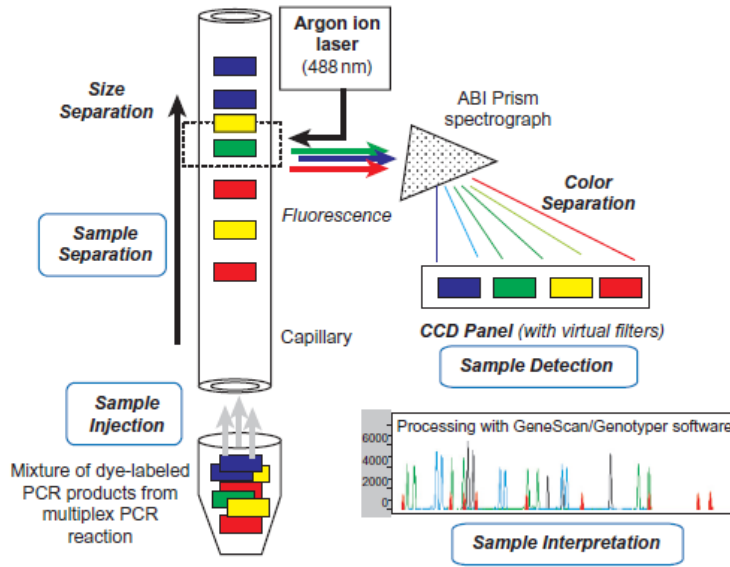 Argon ion
laser
(488 nm)
Size
Separation
ABI Prism
spectrograph
Color
Separation
Fluorescence
Sample
Separation
Capillary
CCD Panel (with virtual filters)
Sample Detection
Sample
Injection
Mixture of dye-labeled
PCR products from
multiplex PCR
reaction
Processing with GeneScan/Genotyper software
6000
4000
2000
0
Sample Interpretation